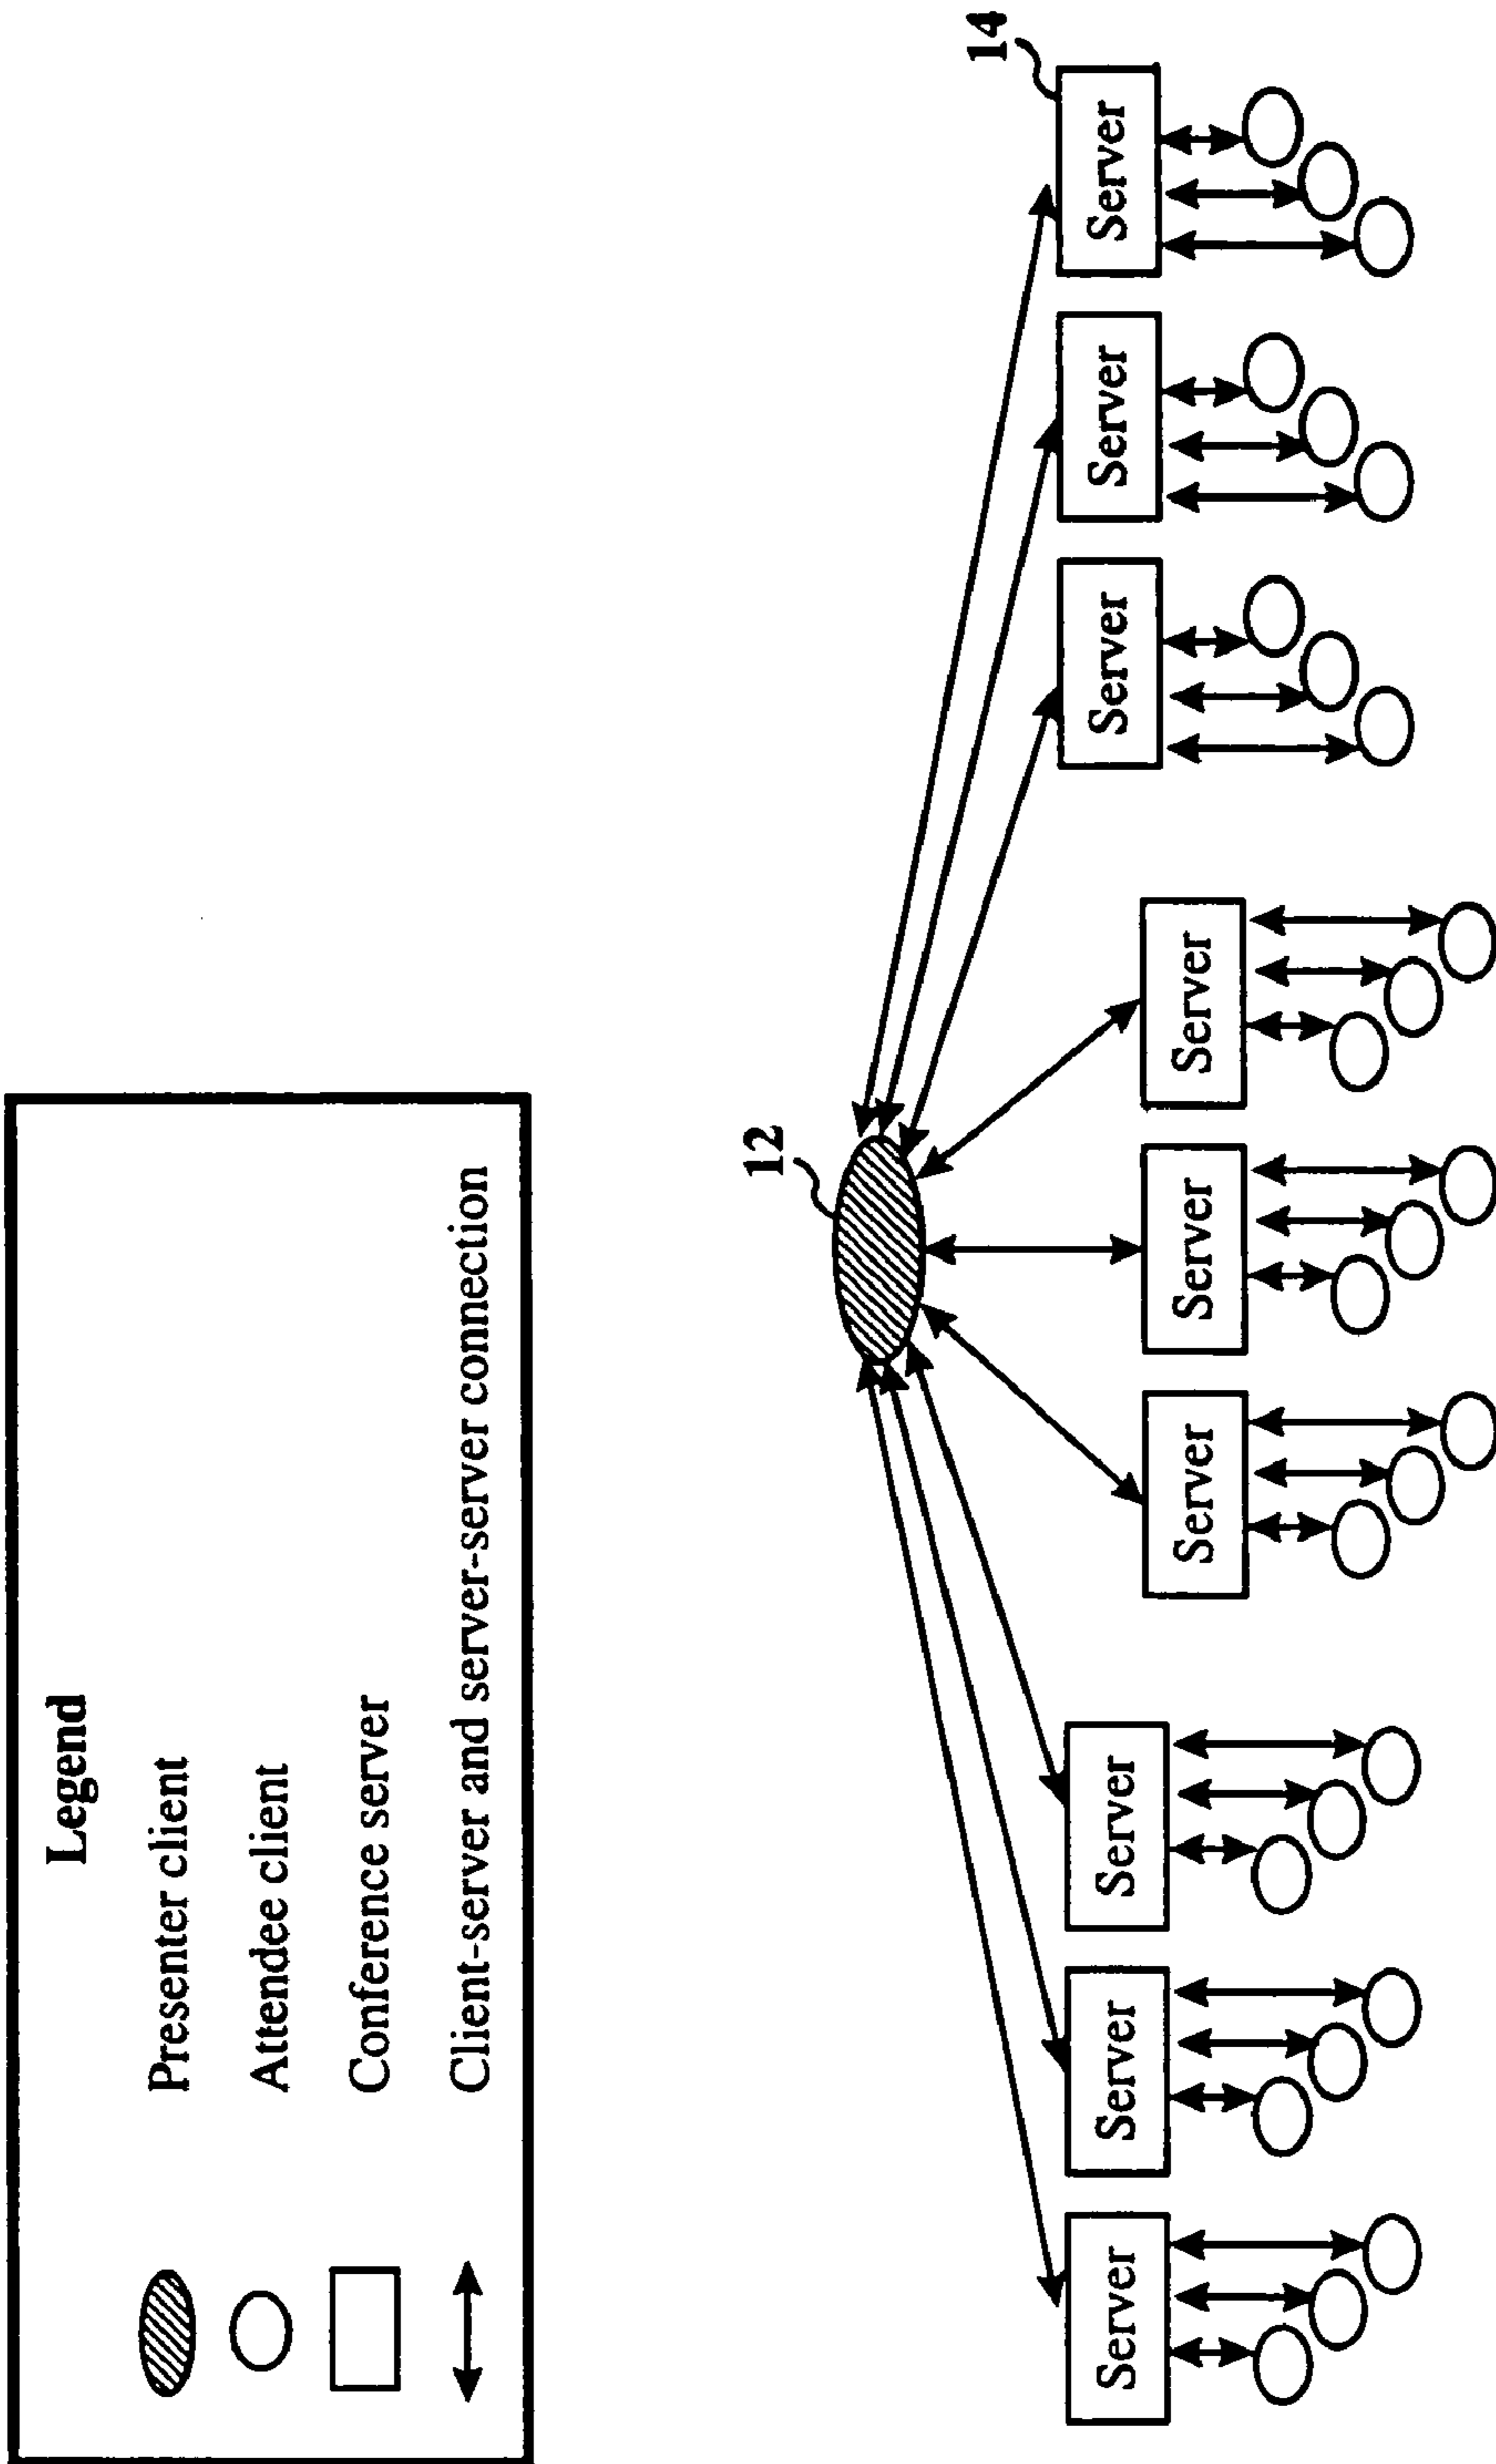 Legend
Presenter client
Attendee client
Conference server
Client-server and server-server connection
12
14
Server
Server
Server
Server
Server
Server
Server
Server
Server